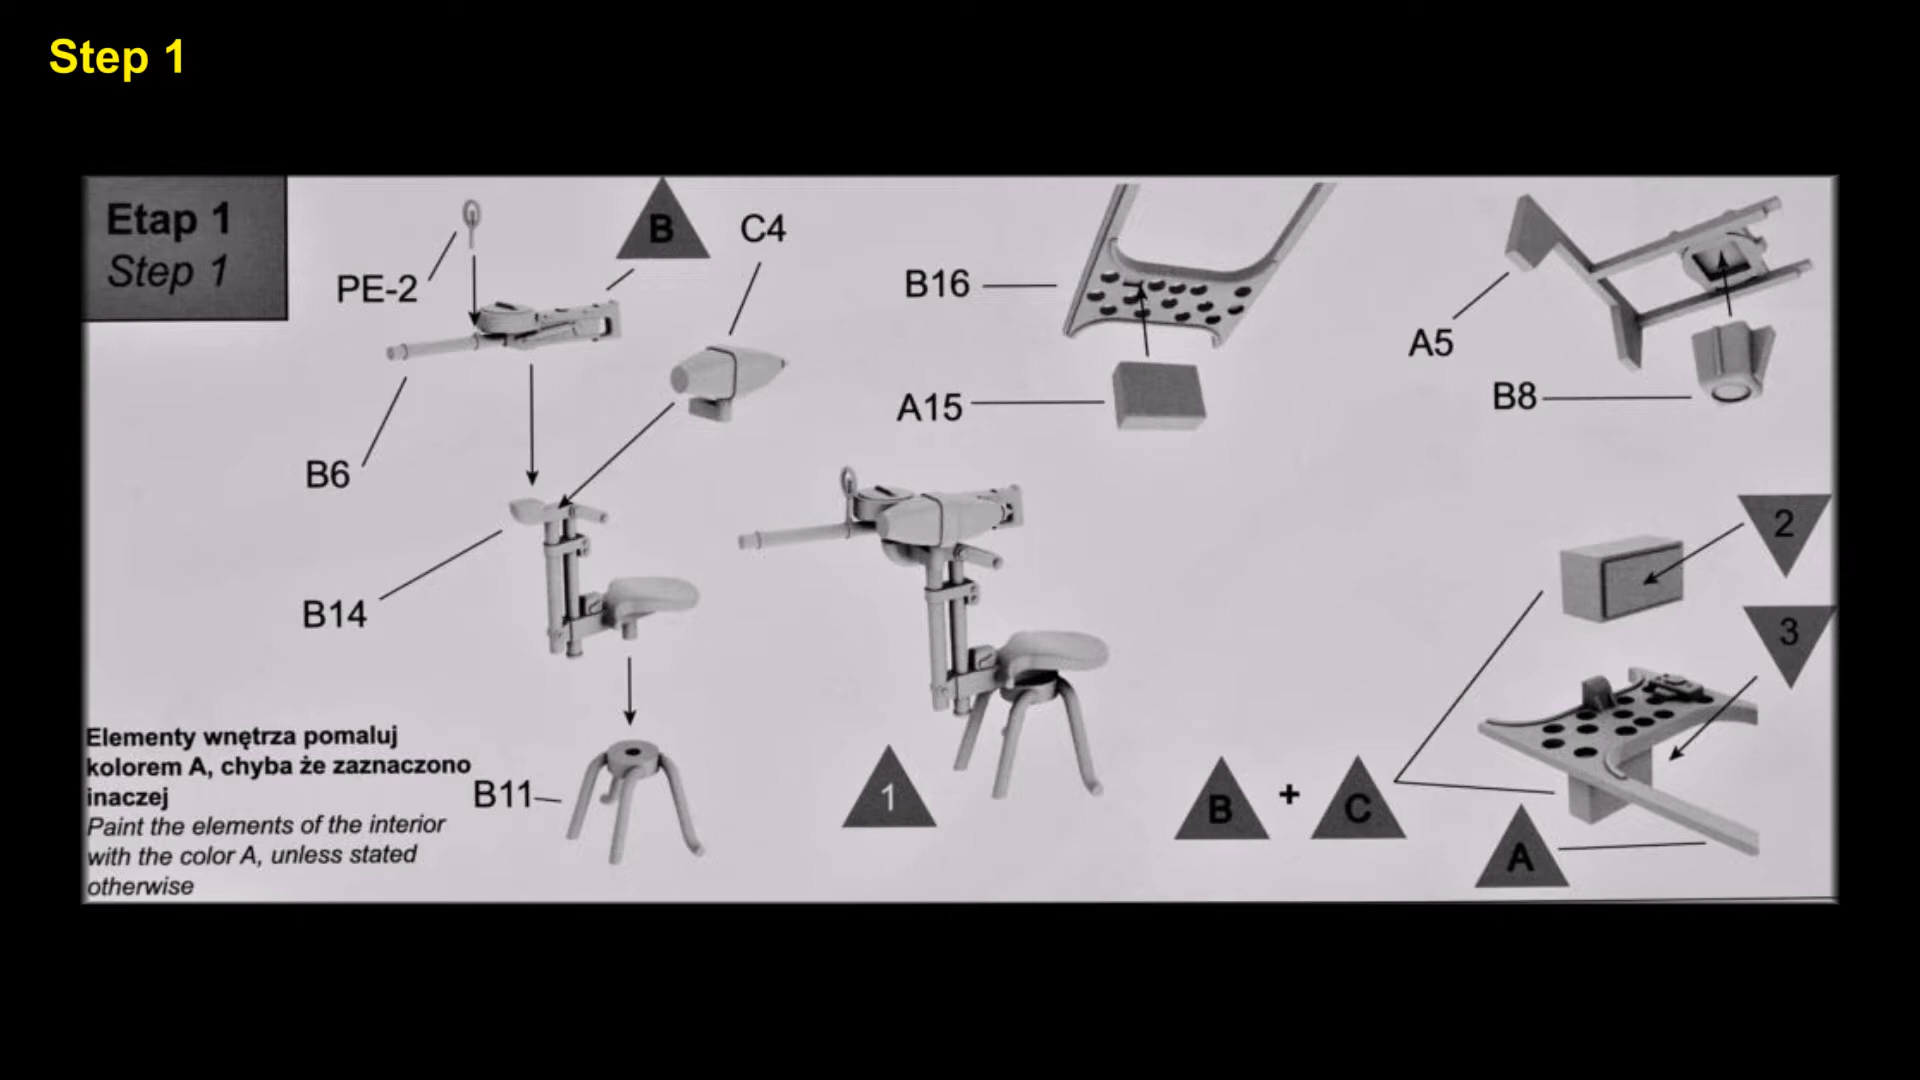 Step 1
Etap 1
Step 1
PE-2
B
C4
B6
B14
B11
B16
A15
A5
B8
1
2
3
B + C
A
Elementy wnętrza pomaluj
kolorem A, chyba że zaznaczono
inaczej
Paint the elements of the interior
with the color A, unless stated
otherwise